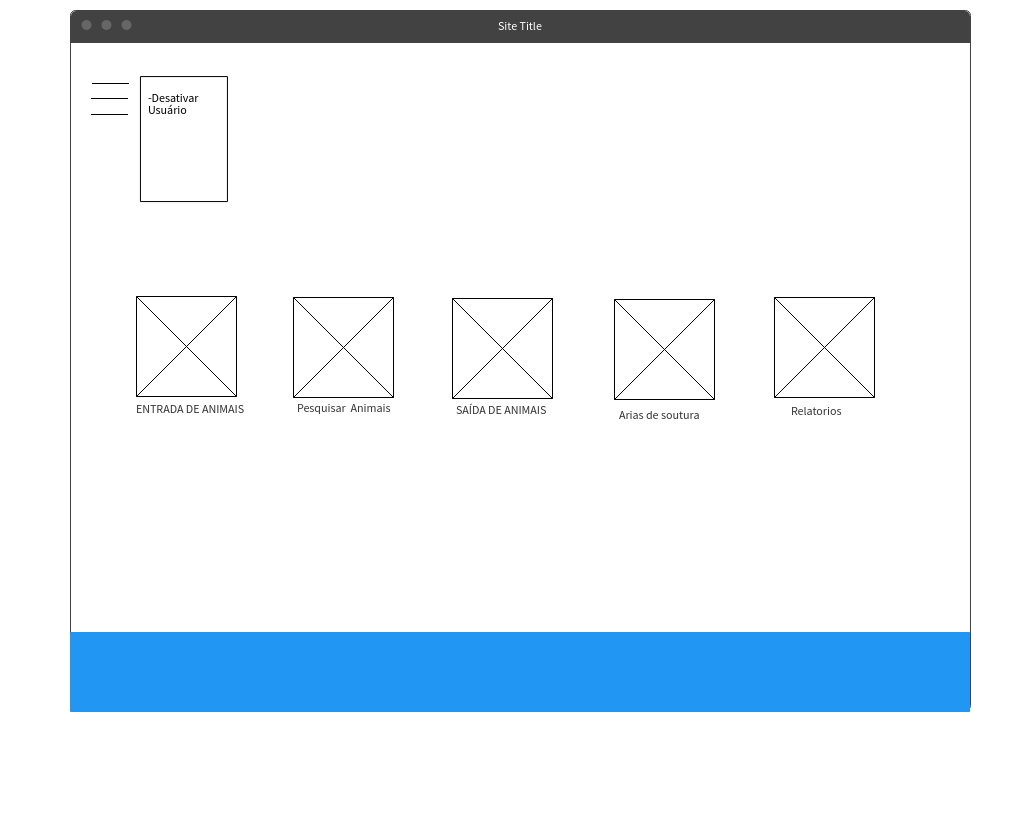 Site Title
-Desativar
Usuário
ENTRADA DE ANIMAIS
Pesquisar  Animais
SAÍDA DE ANIMAIS
Arias de soutura
Relatorios